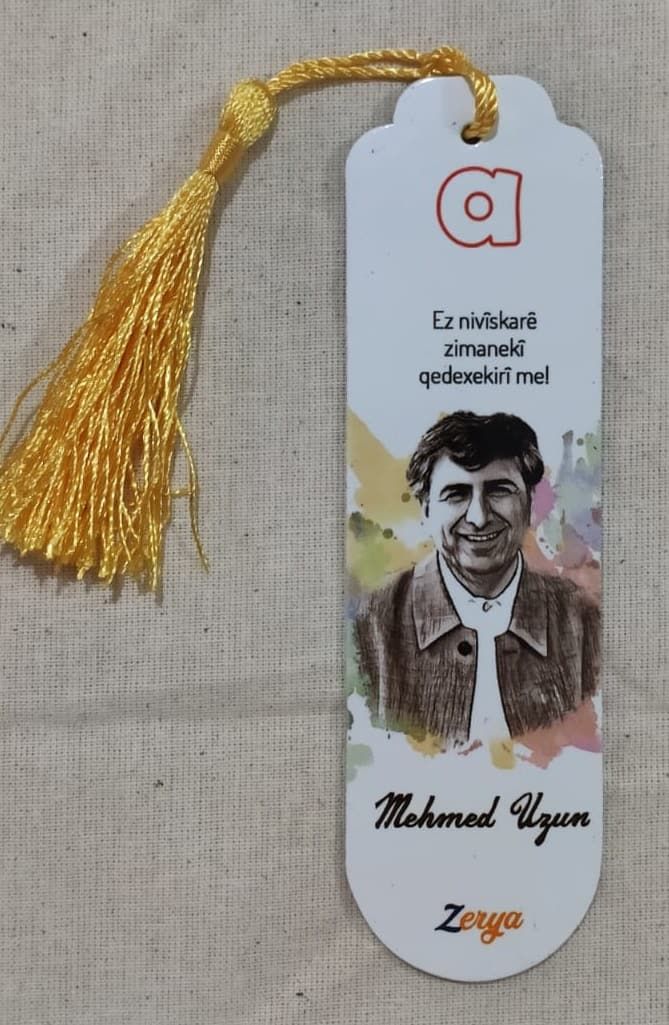 a
Ez nivîskarê
zimanekî
qedexekirî me!
Mehmed Uzun
Zerya